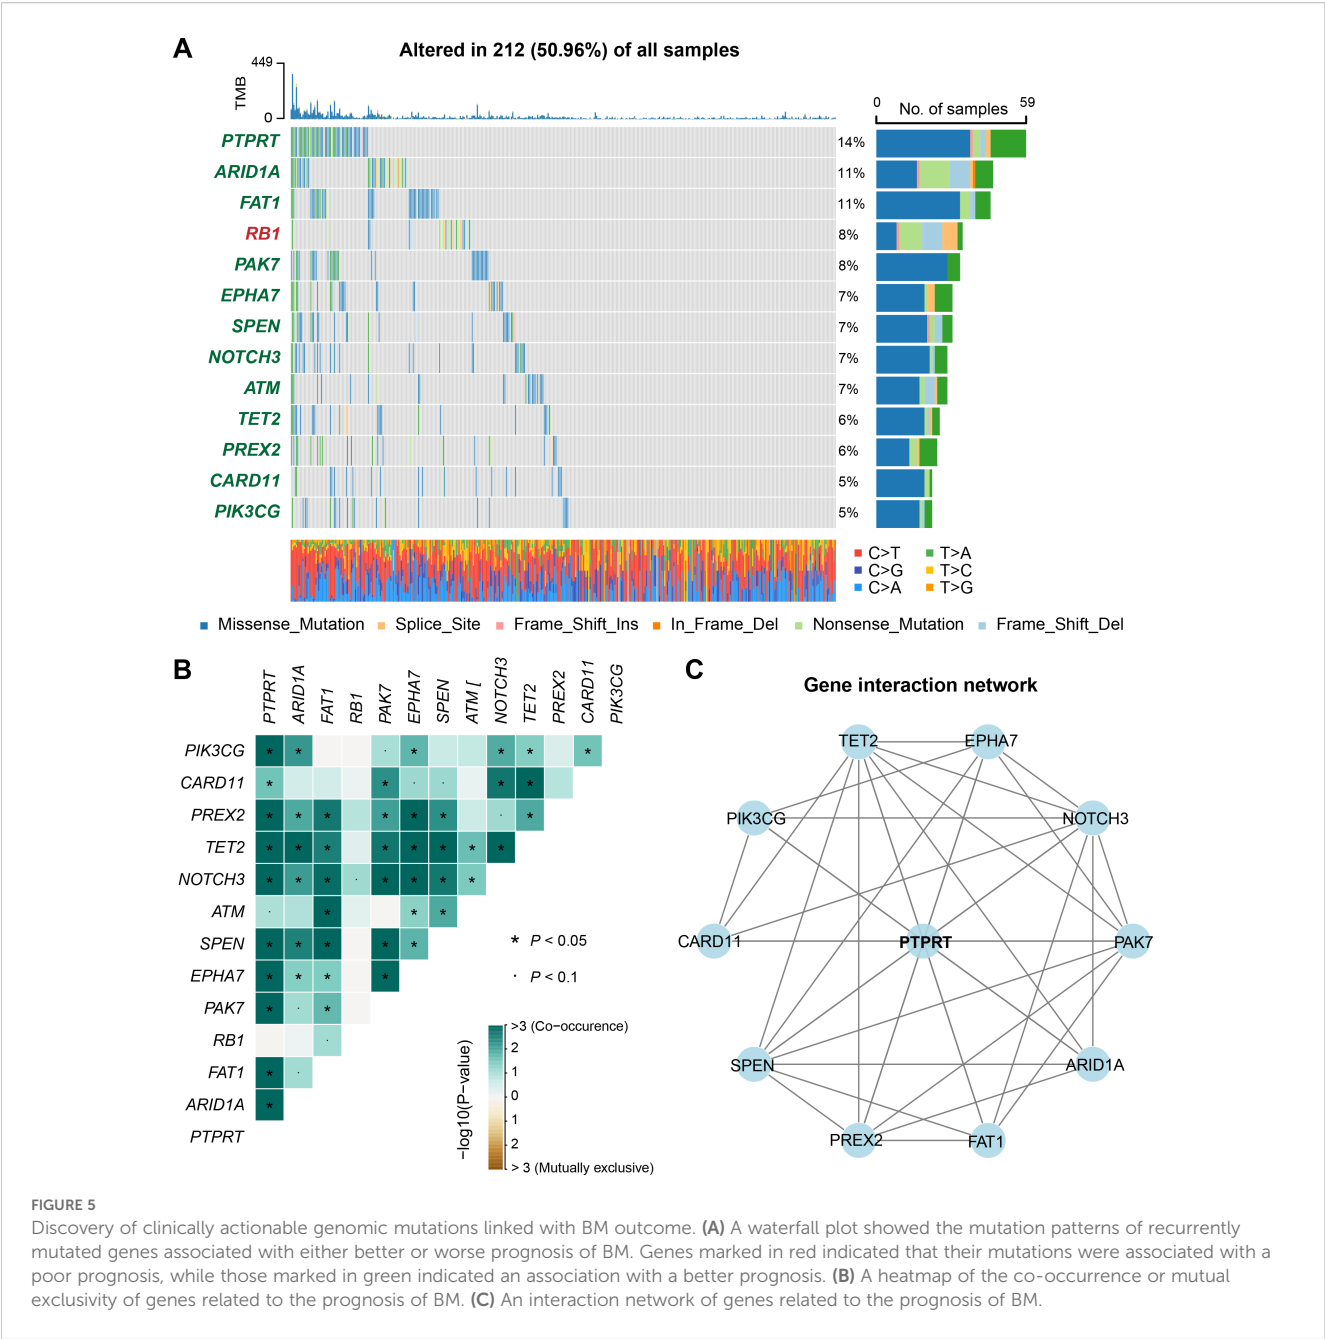 A
Altered in 212 (50.96%) of all samples
449
TMB
0
0 No. of samples 59
PTPRT 14%
ARID1A 11%
FAT1 11%
RB1 8%
PAK7 8%
EPHA7 7%
SPEN 7%
NOTCH3 7%
ATM 7%
TET2 6%
PREX2 6%
CARD11 5%
PIK3CG 5%
C>T T>A
C>G T>C
C>A T>G
Missense_Mutation Splice_Site Frame_Shift_Ins In_Frame_Del Nonsense_Mutation Frame_Shift_Del
B
PTPRT ARID1A FAT1 RB1 PAK7 EPHA7 SPEN ATM [ NOTCH3 TET2 PREX2 CARD11 PIK3CG
PIK3CG
CARD11
PREX2
TET2
NOTCH3
ATM
SPEN
EPHA7
PAK7
RB1
FAT1
ARID1A
PTPRT
* P < 0.05
· P < 0.1
−log10(P−value)
>3 (Co−occurence)
2
1
0
1
2
> 3 (Mutually exclusive)
C
Gene interaction network
TET2 EPHA7
PIK3CG NOTCH3
CARD11 PTPRT PAK7
SPEN ARID1A
PREX2 FAT1
FIGURE 5
Discovery of clinically actionable genomic mutations linked with BM outcome. (A) A waterfall plot showed the mutation patterns of recurrently
mutated genes associated with either better or worse prognosis of BM. Genes marked in red indicated that their mutations were associated with a
poor prognosis, while those marked in green indicated an association with a better prognosis. (B) A heatmap of the co-occurrence or mutual
exclusivity of genes related to the prognosis of BM. (C) An interaction network of genes related to the prognosis of BM.